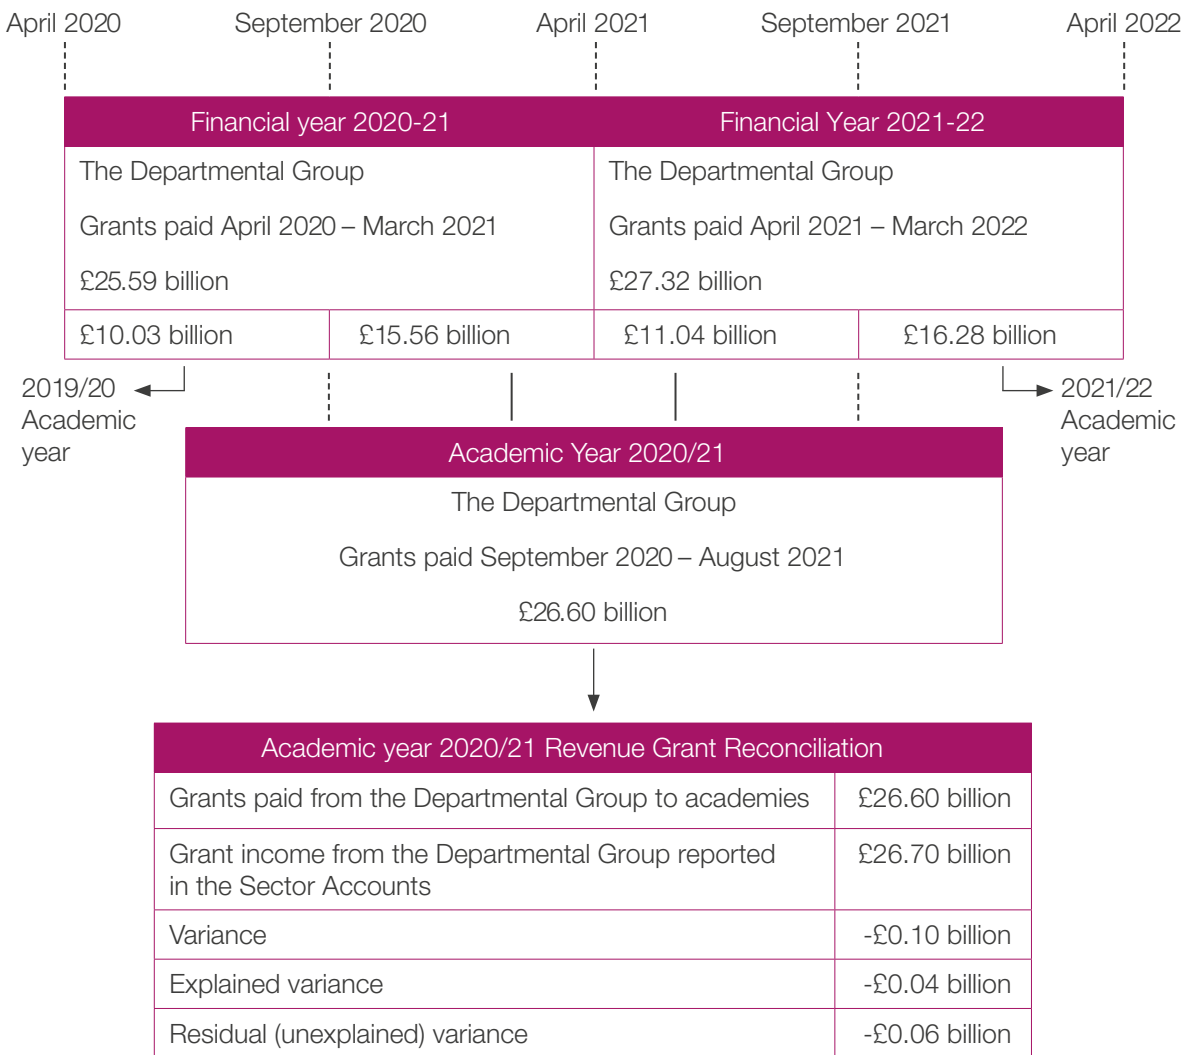 April 2020 September 2020 April 2021 September 2021 April 2022
Financial year 2020-21 Financial Year 2021-22
The Departmental Group The Departmental Group
Grants paid April 2020 – March 2021 Grants paid April 2021 – March 2022
£25.59 billion £27.32 billion
£10.03 billion £15.56 billion £11.04 billion £16.28 billion
2019/20
Academic
year
2021/22
Academic
year
Academic Year 2020/21
The Departmental Group
Grants paid September 2020 – August 2021
£26.60 billion
Academic year 2020/21 Revenue Grant Reconciliation
Grants paid from the Departmental Group to academies £26.60 billion
Grant income from the Departmental Group reported £26.70 billion
in the Sector Accounts
Variance -£0.10 billion
Explained variance -£0.04 billion
Residual (unexplained) variance -£0.06 billion